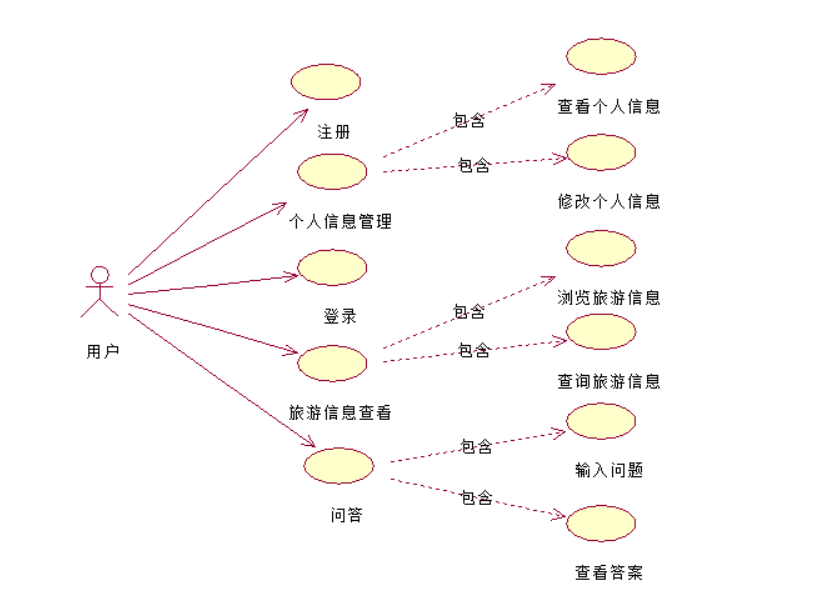 查看个人信息
包含
注册
包含
修改个人信息
个人信息管理
浏览旅游信息
包含
登录
包含
用户
查询旅游信息
旅游信息查看
包含
输入问题
包含
问答
查看答案